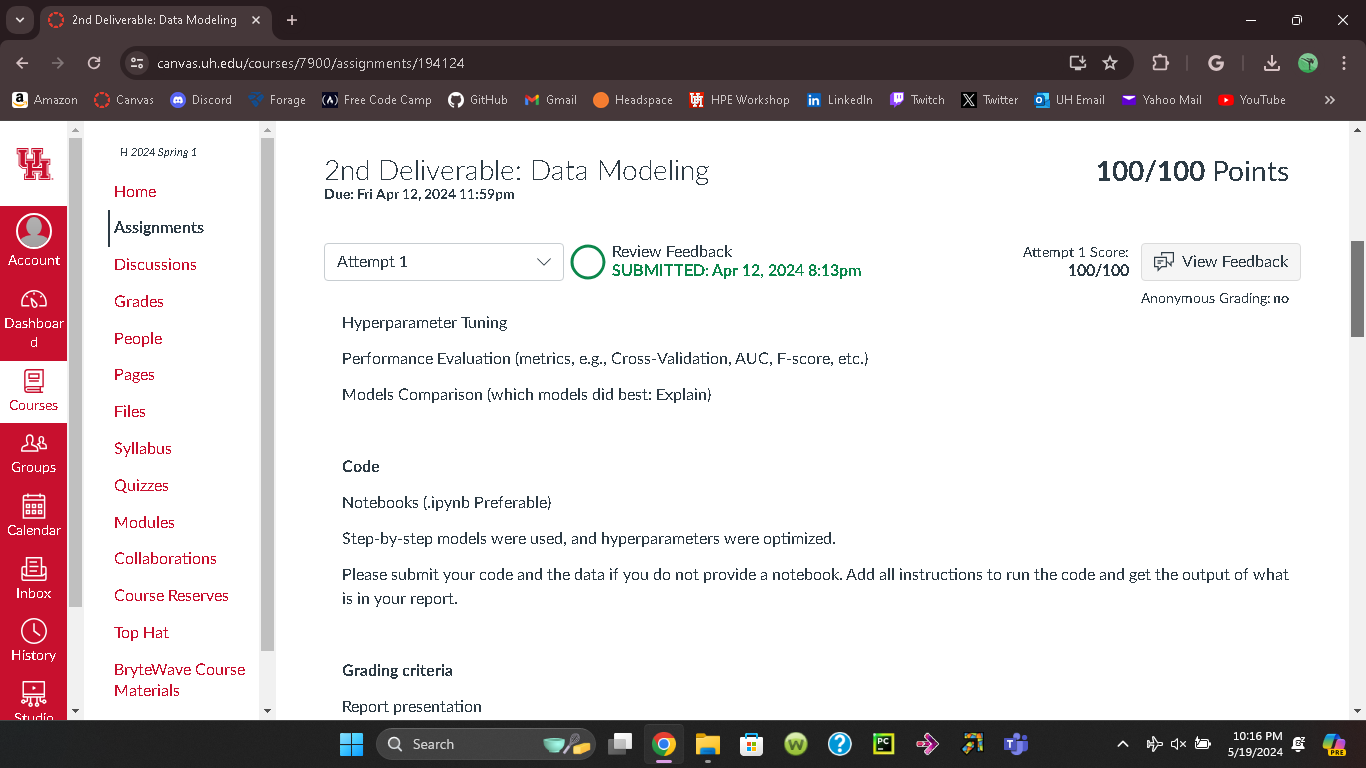 2nd Deliverable: Data Modeling
canvas.uh.edu/courses/7900/assignments/194124
Amazon
Canvas
Discord
Forage
Free Code Camp
GitHub
Gmail
Headspace
HPE Workshop
LinkedIn
Twitch
Twitter
UH Email
Yahoo Mail
YouTube
Account
Dashboar
d
Courses
Groups
Calendar
Inbox
History
Studio
H 2024 Spring 1
Home
Assignments
Discussions
Grades
People
Pages
Files
Syllabus
Quizzes
Modules
Collaborations
Course Reserves
Top Hat
BryteWave Course
Materials
2nd Deliverable: Data Modeling
Due: Fri Apr 12, 2024 11:59pm
100/100 Points
Attempt 1
Review Feedback
SUBMITTED: Apr 12, 2024 8:13pm
Attempt 1 Score:
100/100
View Feedback
Anonymous Grading: no
Hyperparameter Tuning
Performance Evaluation (metrics, e.g., Cross-Validation, AUC, F-score, etc.)
Models Comparison (which models did best: Explain)
Code
Notebooks (.ipynb Preferable)
Step-by-step models were used, and hyperparameters were optimized.
Please submit your code and the data if you do not provide a notebook. Add all instructions to run the code and get the output of what
is in your report.
Grading criteria
Report presentation
Search
10:16 PM
5/19/2024